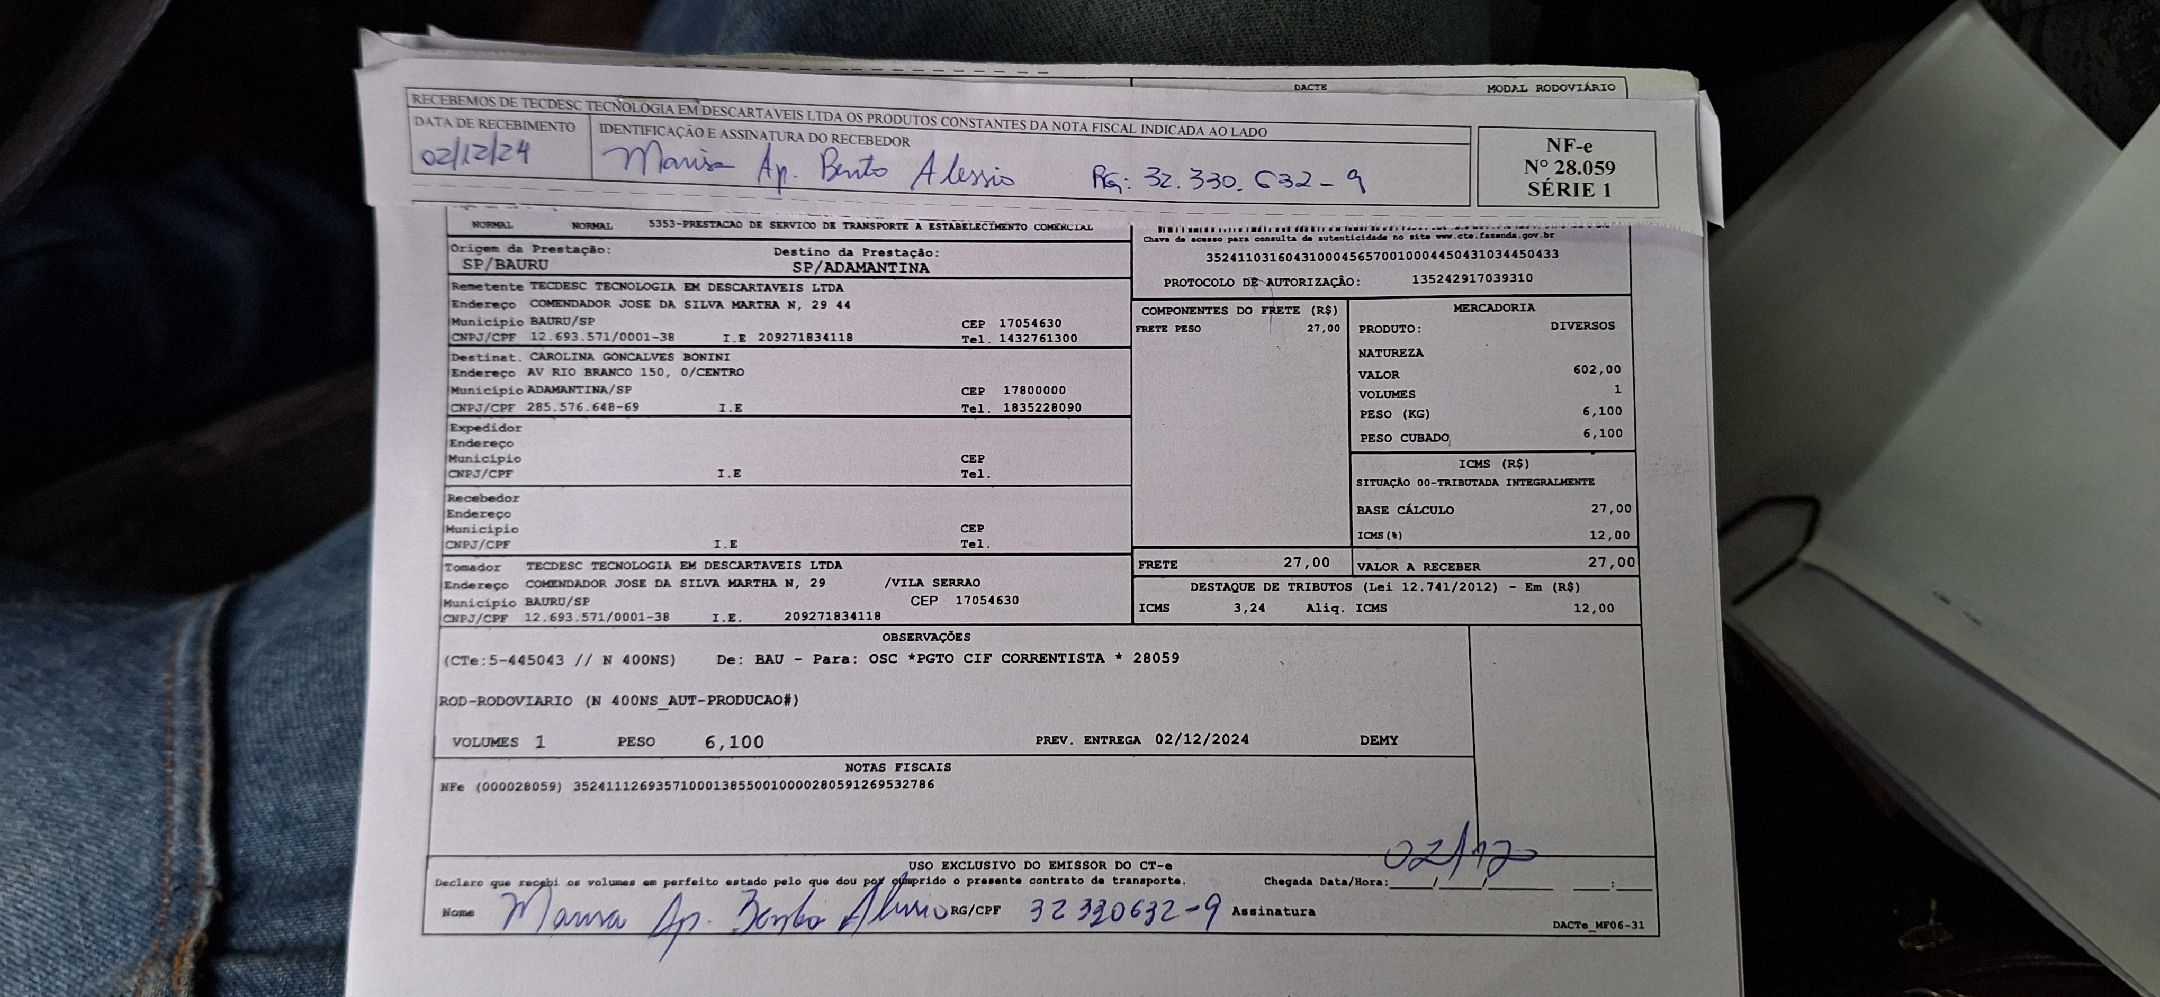 DACTE MODAL RODOVIÁRIO
RECEBEMOS DE TECDESC TECNOLOGIA EM DESCARTAVEIS LTDA OS PRODUTOS CONSTANTES DA NOTA FISCAL INDICADA AO LADO
DATA DE RECEBIMENTO IDENTIFICAÇÃO E ASSINATURA DO RECEBEDOR
02/12/24 Marisa Ap. Bento Alessio RG: 32.330.632-9
NF-e
Nº 28.059
SÉRIE 1
NORMAL NORMAL 5353-PRESTACAO DE SERVICO DE TRANSPORTE A ESTABELECIMENTO COMERCIAL
Origem da Prestação: Destino da Prestação:
SP/BAURU SP/ADAMANTINA
Chave de acesso para consulta de autenticidade no site www.cte.fazenda.gov.br
35241103160431000456570010004450431034450433
PROTOCOLO DE AUTORIZAÇÃO: 135242917039310
Remetente TECDESC TECNOLOGIA EM DESCARTAVEIS LTDA
Endereço COMENDADOR JOSE DA SILVA MARTHA N, 29 44
Município BAURU/SP CEP 17054630
CNPJ/CPF 12.693.571/0001-38 I.E 209271834118 Tel. 1432761300
Destinat. CAROLINA GONCALVES BONINI
Endereço AV RIO BRANCO 150, 0/CENTRO
Município ADAMANTINA/SP CEP 17800000
CNPJ/CPF 285.576.648-69 I.E Tel. 1835228090
Expedidor
Endereço
Município CEP
CNPJ/CPF I.E Tel.
Recebedor
Endereço
Município CEP
CNPJ/CPF I.E Tel.
Tomador TECDESC TECNOLOGIA EM DESCARTAVEIS LTDA
Endereço COMENDADOR JOSE DA SILVA MARTHA N, 29 /VILA SERRAO
Município BAURU/SP CEP 17054630
CNPJ/CPF 12.693.571/0001-38 I.E. 209271834118
COMPONENTES DO FRETE (R$)
FRETE PESO 27,00
MERCADORIA
PRODUTO: DIVERSOS
NATUREZA
VALOR 602,00
VOLUMES 1
PESO (KG) 6,100
PESO CUBADO 6,100
ICMS (R$)
SITUAÇÃO 00-TRIBUTADA INTEGRALMENTE
BASE CÁLCULO 27,00
ICMS(%) 12,00
FRETE 27,00 VALOR A RECEBER 27,00
DESTAQUE DE TRIBUTOS (Lei 12.741/2012) - Em (R$)
ICMS 3,24 Aliq. ICMS 12,00
OBSERVAÇÕES
(CTe:5-445043 // N 400NS) De: BAU - Para: OSC *PGTO CIF CORRENTISTA * 28059
ROD-RODOVIARIO (N 400NS_AUT-PRODUCAO#)
VOLUMES 1 PESO 6,100 PREV. ENTREGA 02/12/2024 DEMY
NOTAS FISCAIS
NFe (000028059) 35241112693571000138550010000280591269532786
USO EXCLUSIVO DO EMISSOR DO CT-e
02/12
Declaro que recebi os volumes em perfeito estado pelo que dou por cumprido o presente contrato de transporte. Chegada Data/Hora:____/____/______ ___:___
Nome Marisa Ap. Bento Alessio RG/CPF 32330632-9 Assinatura
DACTe_MF06-31